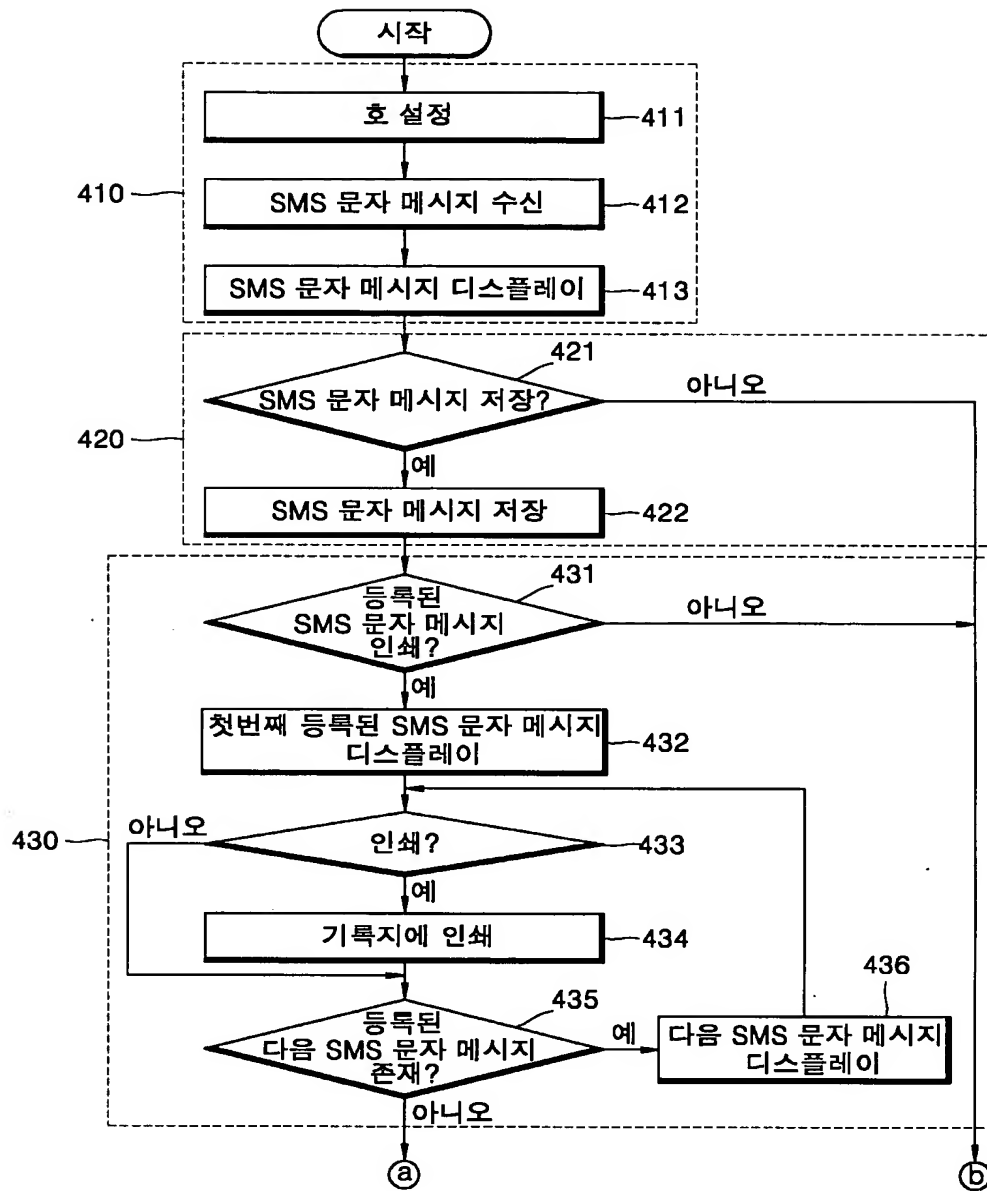 시작
호 설정
411
410
SMS 문자 메시지 수신
412
SMS 문자 메시지 디스플레이
413
421
SMS 문자 메시지 저장?
아니오
420
예
SMS 문자 메시지 저장
422
431
등록된
SMS 문자 메시지
인쇄?
아니오
예
첫번째 등록된 SMS 문자 메시지
디스플레이
432
아니오
430
인쇄?
433
예
기록지에 인쇄
434
435
436
등록된
다음 SMS 문자 메시지
존재?
예
다음 SMS 문자 메시지
디스플레이
아니오
a
b